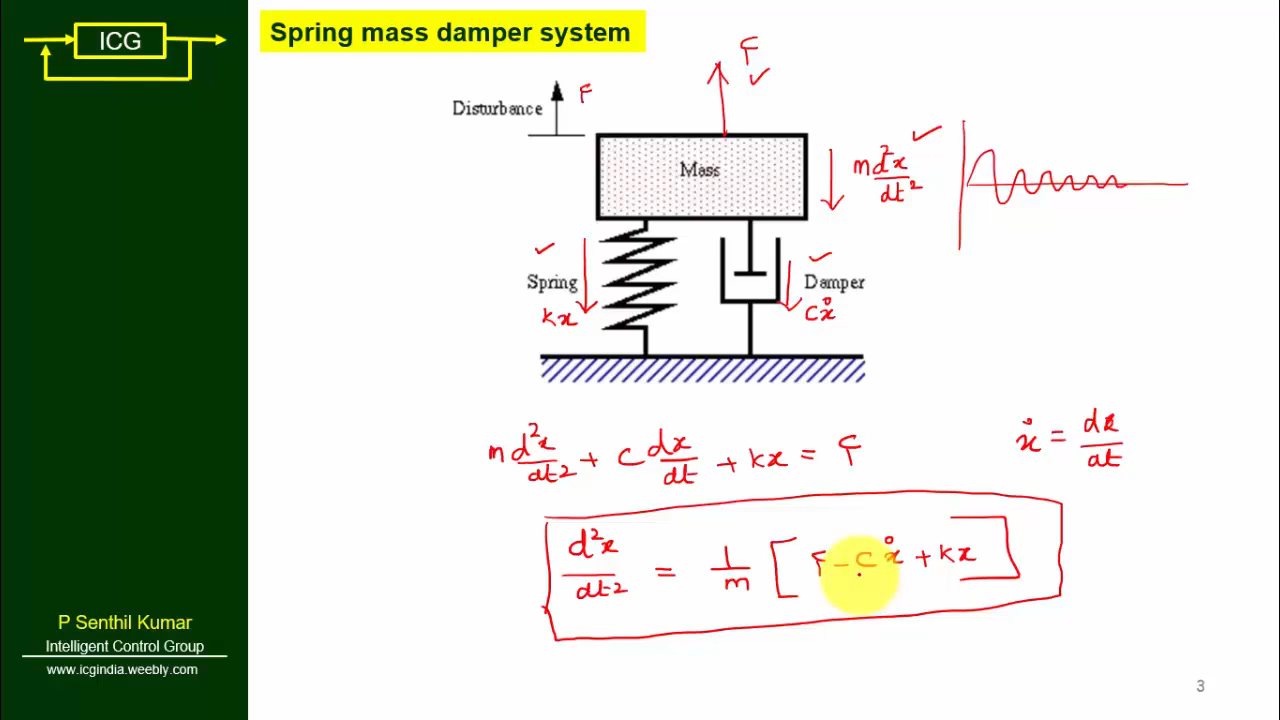 ICG
Spring mass damper system
F
Disturbance
F
Mass
m d²x/dt²
Spring
kx
Damper
cẋ
m d²x/dt² + c dx/dt + kx = F
ẋ = dx/dt
d²x/dt² = 1/m [F - cẋ + kx]
P Senthil Kumar
Intelligent Control Group
www.icgindia.weebly.com
3